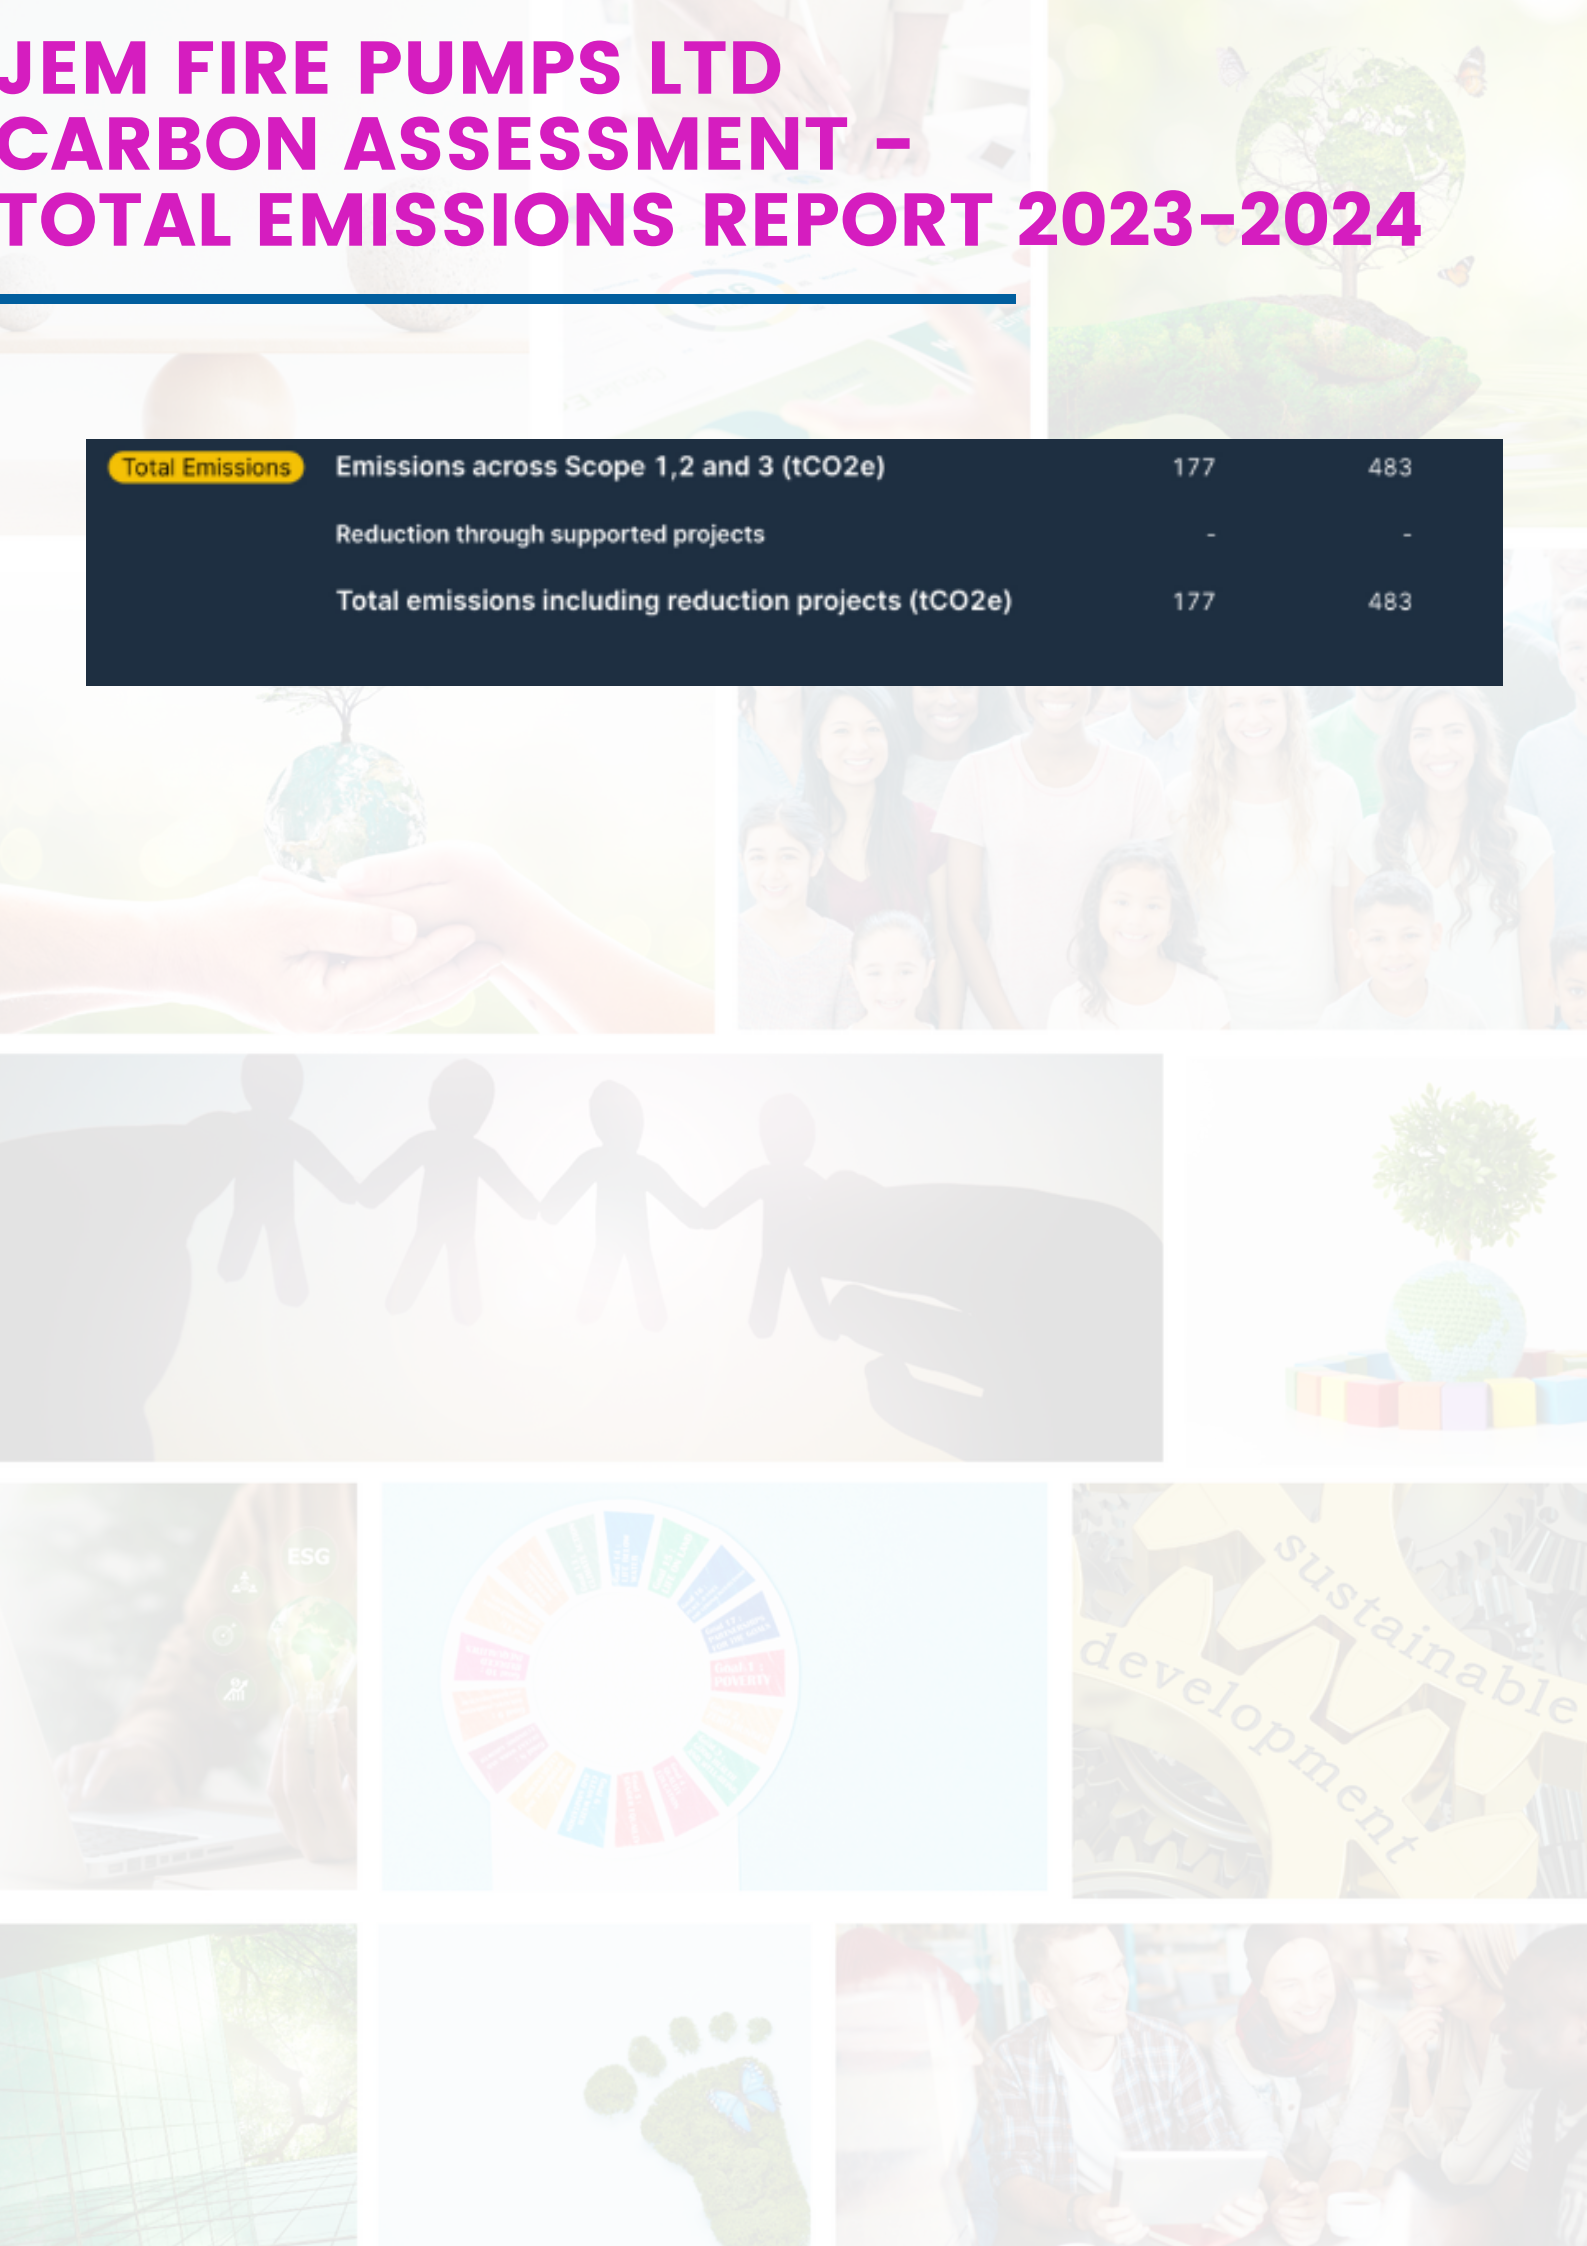 JEM FIRE PUMPS LTD
CARBON ASSESSMENT -
TOTAL EMISSIONS REPORT 2023-2024
Total Emissions Emissions across Scope 1,2 and 3 (tCO2e) 177 483
Reduction through supported projects - -
Total emissions including reduction projects (tCO2e) 177 483
ESG
sustainable
development